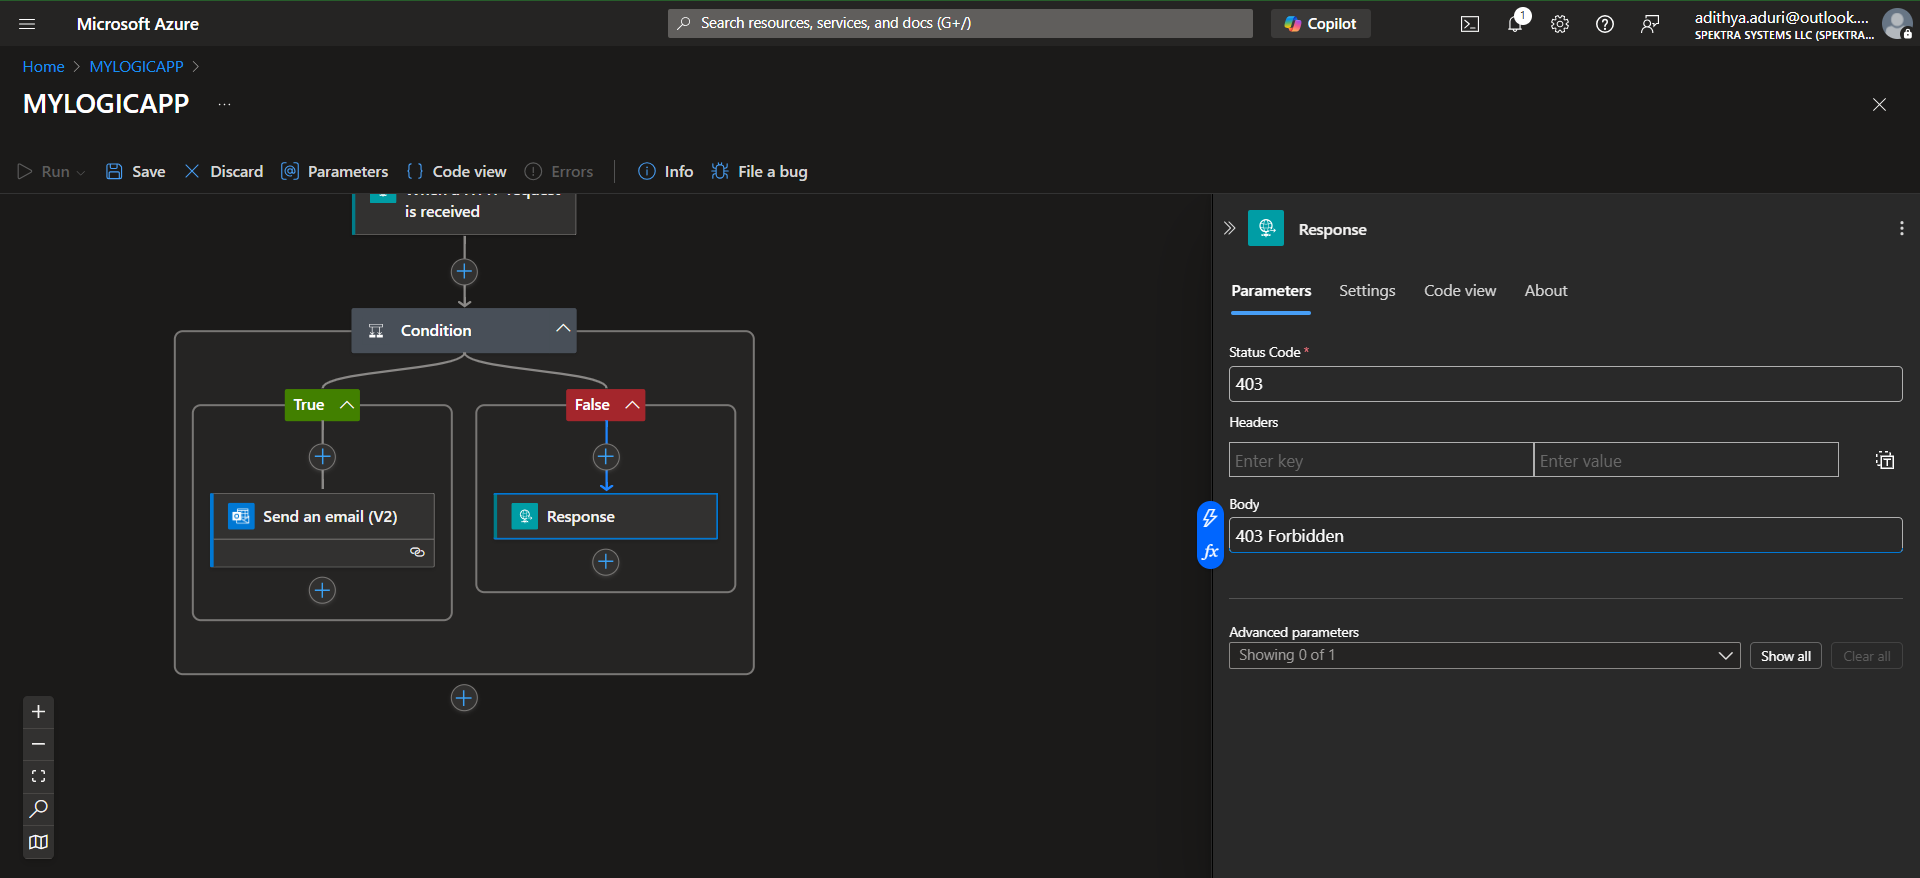 Microsoft Azure
Search resources, services, and docs (G+/)
Copilot
1
adithya.aduri@outlook....
SPEKTRA SYSTEMS LLC (SPEKTRA...
Home > MYLOGICAPP >
MYLOGICAPP ...
Run
Save
Discard
Parameters
Code view
Errors
Info
File a bug
is received
Condition
True
False
Send an email (V2)
Response
Response
Parameters
Settings
Code view
About
Status Code *
403
Headers
Enter key
Enter value
Body
403 Forbidden
fx
Advanced parameters
Showing 0 of 1
Show all
Clear all